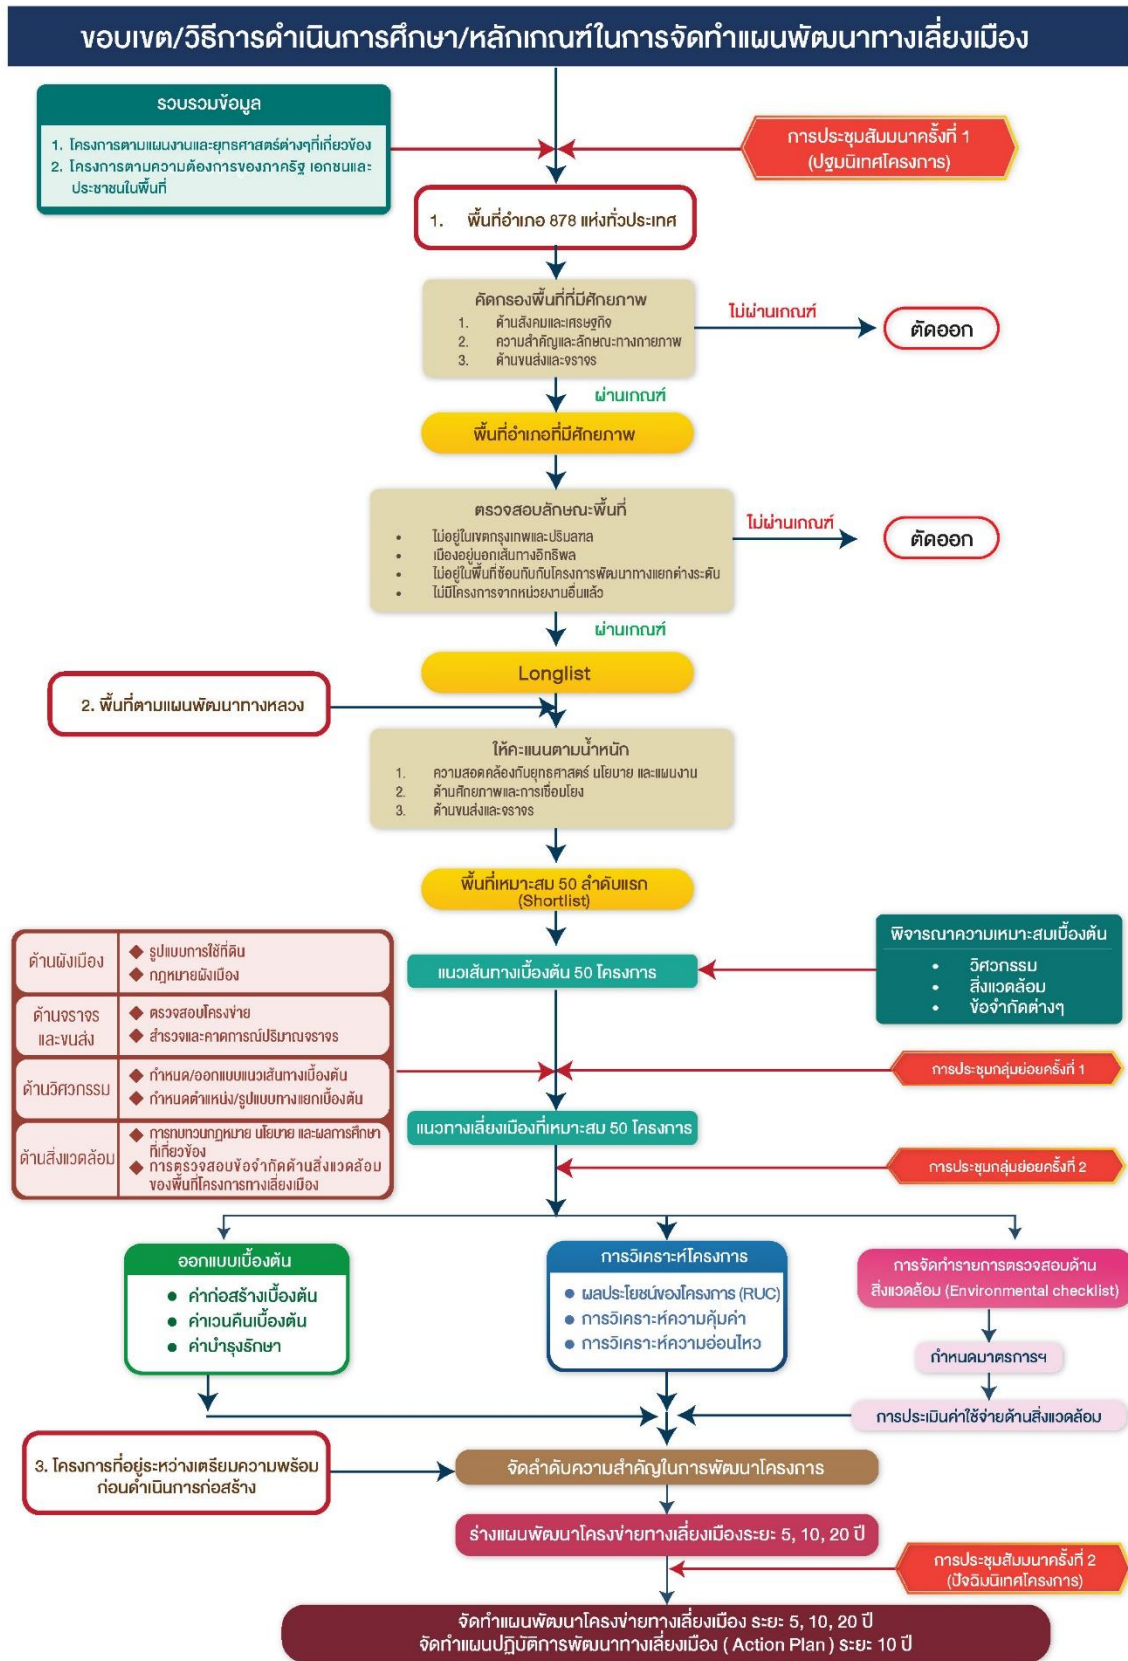 ขอบเขต/วิธีการดำเนินการศึกษา/หลักเกณฑ์ในการจัดทำแผนพัฒนาทางเลี่ยงเมือง
รวบรวมข้อมูล
1. โครงการตามแผนงานและยุทธศาสตร์ต่างๆที่เกี่ยวข้อง
2. โครงการตามความต้องการของภาครัฐ เอกชนและ
ประชาชนในพื้นที่
การประชุมสัมมนาครั้งที่ 1
(ปฐมนิเทศโครงการ)
1. พื้นที่อำเภอ 878 แห่งทั่วประเทศ
คัดกรองพื้นที่ที่มีศักยภาพ
1. ด้านสังคมและเศรษฐกิจ
2. ความสำคัญและลักษณะทางกายภาพ
3. ด้านขนส่งและจราจร
ไม่ผ่านเกณฑ์
ตัดออก
ผ่านเกณฑ์
พื้นที่อำเภอที่มีศักยภาพ
ตรวจสอบลักษณะพื้นที่
• ไม่อยู่ในเขตกรุงเทพและปริมลฑล
• เมืองอยู่นอกเส้นทางอิทธิพล
• ไม่อยู่ในพื้นที่ซ้อนทับกับโครงการพัฒนาทางแยกต่างระดับ
• ไม่มีโครงการจากหน่วยงานอื่นแล้ว
ไม่ผ่านเกณฑ์
ตัดออก
ผ่านเกณฑ์
Longlist
2. พื้นที่ตามแผนพัฒนาทางหลวง
ให้คะแนนตามน้ำหนัก
1. ความสอดคล้องกับยุทธศาสตร์ นโยบาย และแผนงาน
2. ด้านศักยภาพและการเชื่อมโยง
3. ด้านขนส่งและจราจร
พื้นที่เหมาะสม 50 ลำดับแรก
(Shortlist)
ด้านผังเมือง
◆ รูปแบบการใช้ที่ดิน
◆ กฎหมายผังเมือง
ด้านจราจร
และขนส่ง
◆ ตรวจสอบโครงข่าย
◆ สำรวจและคาดการณ์ปริมาณจราจร
ด้านวิศวกรรม
◆ กำหนด/ออกแบบแนวเส้นทางเบื้องต้น
◆ กำหนดตำแหน่ง/รูปแบบทางแยกเบื้องต้น
ด้านสิ่งแวดล้อม
◆ การทบทวนกฎหมาย นโยบาย และผลการศึกษา
ที่เกี่ยวข้อง
◆ การตรวจสอบข้อจำกัดด้านสิ่งแวดล้อม
ของพื้นที่โครงการทางเลี่ยงเมือง
แนวเส้นทางเบื้องต้น 50 โครงการ
พิจารณาความเหมาะสมเบื้องต้น
• วิศวกรรม
• สิ่งแวดล้อม
• ข้อจำกัดต่างๆ
การประชุมกลุ่มย่อยครั้งที่ 1
แนวทางเลี่ยงเมืองที่เหมาะสม 50 โครงการ
การประชุมกลุ่มย่อยครั้งที่ 2
ออกแบบเบื้องต้น
● ค่าก่อสร้างเบื้องต้น
● ค่าเวนคืนเบื้องต้น
● ค่าบำรุงรักษา
การวิเคราะห์โครงการ
● ผลประโยชน์ของโครงการ (RUC)
● การวิเคราะห์ความคุ้มค่า
● การวิเคราะห์ความอ่อนไหว
การจัดทำรายการตรวจสอบด้าน
สิ่งแวดล้อม (Environmental checklist)
กำหนดมาตรการฯ
การประเมินค่าใช้จ่ายด้านสิ่งแวดล้อม
3. โครงการที่อยู่ระหว่างเตรียมความพร้อม
ก่อนดำเนินการก่อสร้าง
จัดลำดับความสำคัญในการพัฒนาโครงการ
ร่างแผนพัฒนาโครงข่ายทางเลี่ยงเมืองระยะ 5, 10, 20 ปี
การประชุมสัมมนาครั้งที่ 2
(ปัจฉิมนิเทศโครงการ)
จัดทำแผนพัฒนาโครงข่ายทางเลี่ยงเมือง ระยะ 5, 10, 20 ปี
จัดทำแผนปฏิบัติการพัฒนาทางเลี่ยงเมือง ( Action Plan ) ระยะ 10 ปี